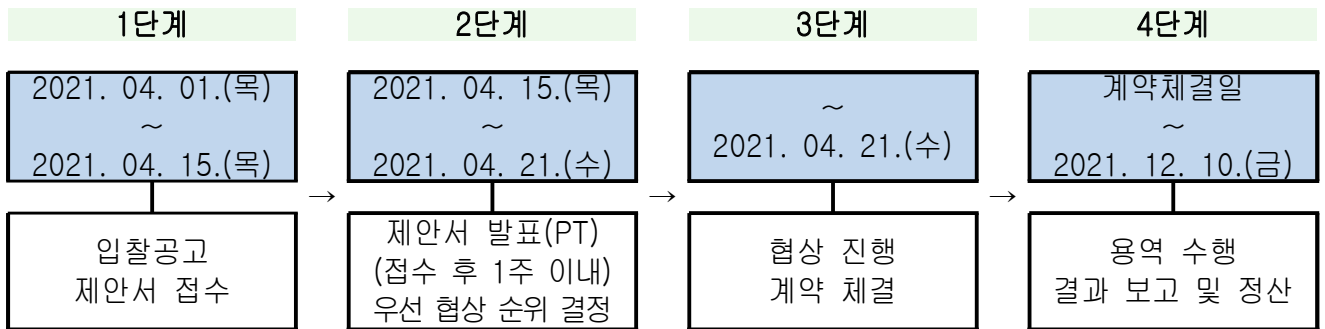 1단계
2021. 04. 01.(목)
~
2021. 04. 15.(목)
입찰공고
제안서 접수
→
2단계
2021. 04. 15.(목)
~
2021. 04. 21.(수)
제안서 발표(PT)
(접수 후 1주 이내)
우선 협상 순위 결정
→
3단계
~
2021. 04. 21.(수)
협상 진행
계약 체결
→
4단계
계약체결일
~
2021. 12. 10.(금)
용역 수행
결과 보고 및 정산